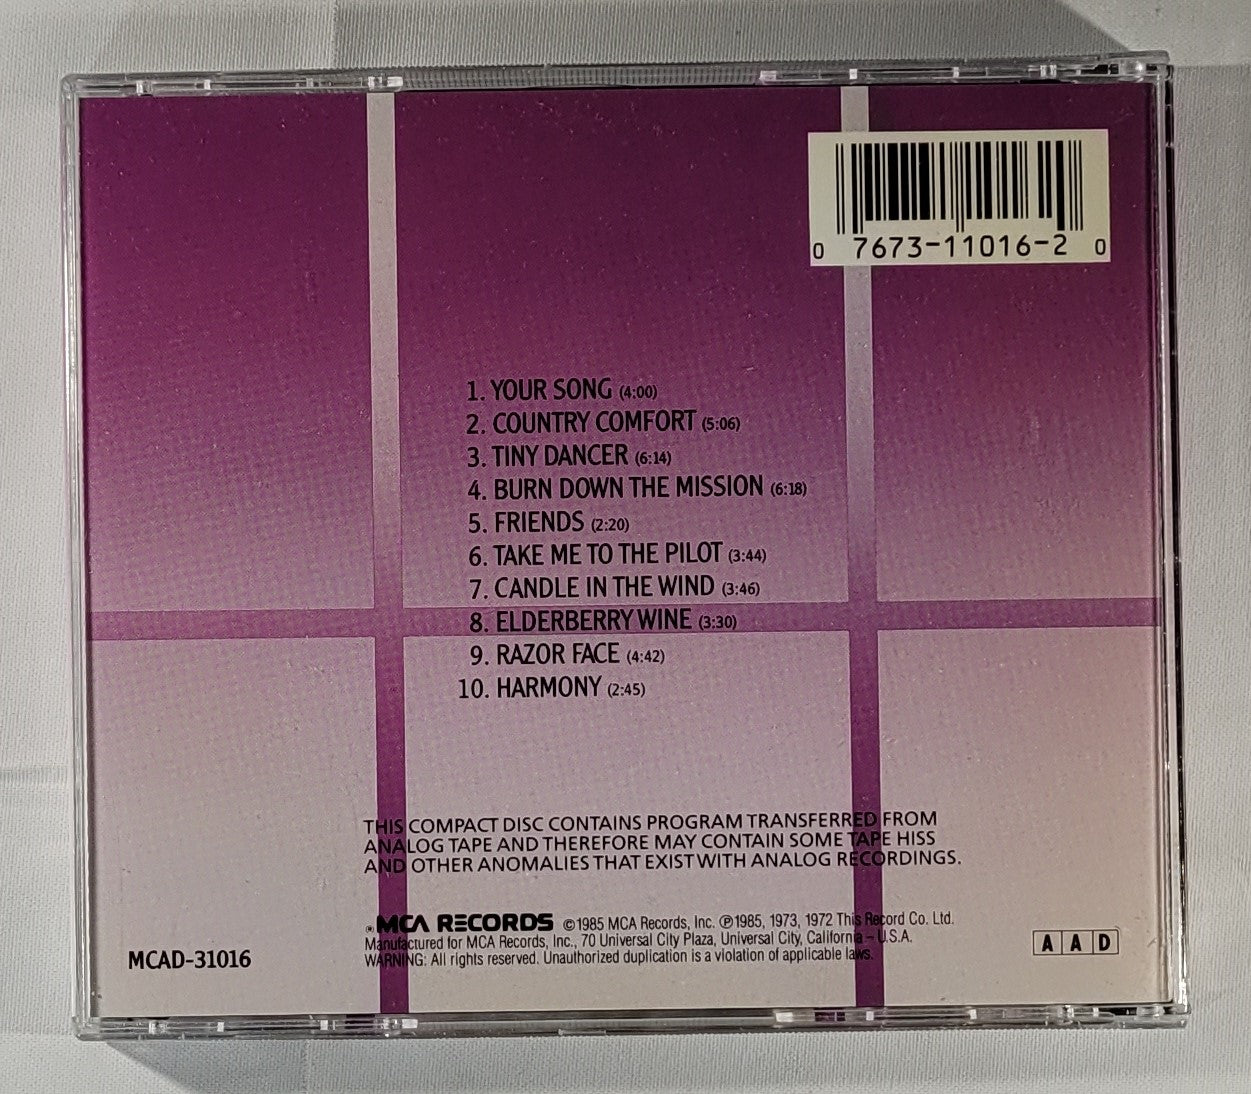 0 7673-11016-2 0
1. YOUR SONG (4:00)
2. COUNTRY COMFORT (5:06)
3. TINY DANCER (6:14)
4. BURN DOWN THE MISSION (6:18)
5. FRIENDS (2:20)
6. TAKE ME TO THE PILOT (3:44)
7. CANDLE IN THE WIND (3:46)
8. ELDERBERRY WINE (3:30)
9. RAZOR FACE (4:42)
10. HARMONY (2:45)
THIS COMPACT DISC CONTAINS PROGRAM TRANSFERRED FROM
ANALOG TAPE AND THEREFORE MAY CONTAIN SOME TAPE HISS
AND OTHER ANOMALIES THAT EXIST WITH ANALOG RECORDINGS.
MCA RECORDS ©1985 MCA Records, Inc. ℗1985, 1973, 1972 This Record Co. Ltd.
Manufactured for MCA Records, Inc., 70 Universal City Plaza, Universal City, California – U.S.A.
WARNING: All rights reserved. Unauthorized duplication is a violation of applicable laws.
MCAD-31016
A A D